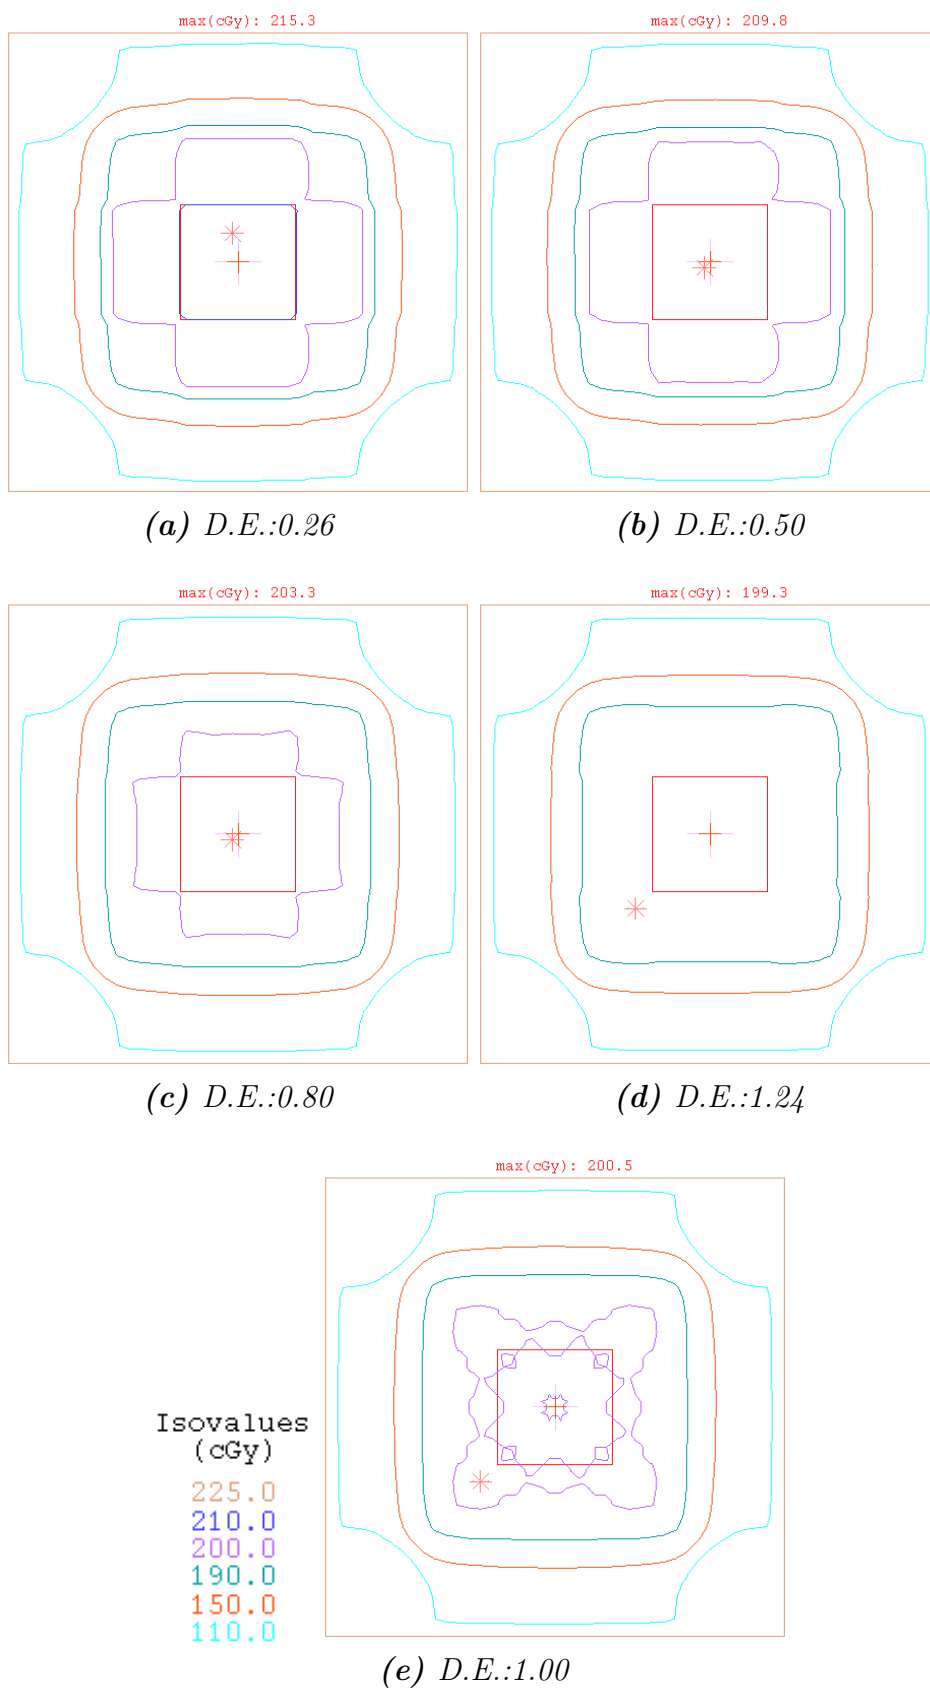 max(cGy): 215.3
max(cGy): 209.8
(a) D.E.:0.26
(b) D.E.:0.50
max(cGy): 203.3
max(cGy): 199.3
(c) D.E.:0.80
(d) D.E.:1.24
max(cGy): 200.5
Isovalues
(cGy)
225.0
210.0
200.0
190.0
150.0
110.0
(e) D.E.:1.00